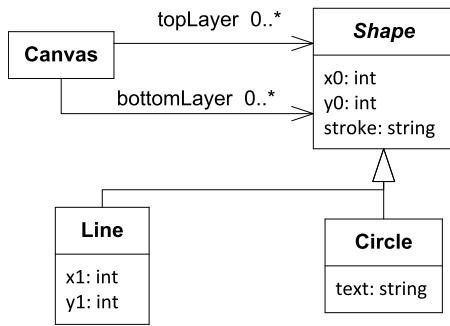 topLayer 0..*
Canvas
bottomLayer 0..*
Shape
x0: int
y0: int
stroke: string
Line
x1: int
y1: int
Circle
text: string